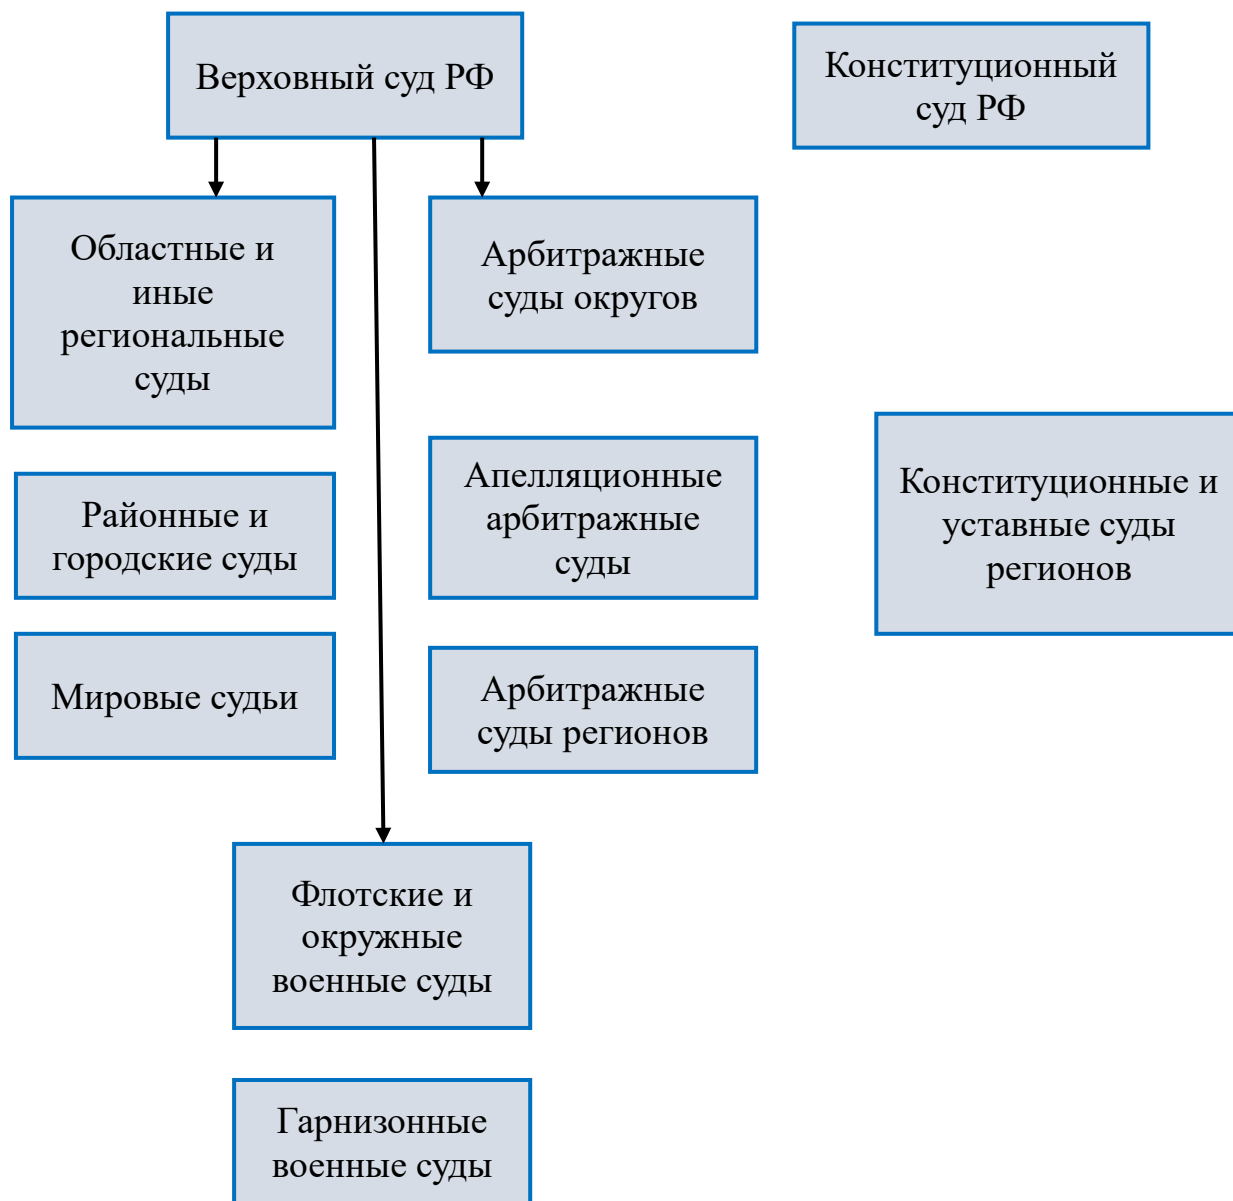 Верховный суд РФ
Конституционный
суд РФ
Областные и
иные
региональные
суды
Арбитражные
суды округов
Районные и
городские суды
Апелляционные
арбитражные
суды
Конституционные и
уставные суды
регионов
Мировые судьи
Арбитражные
суды регионов
Флотские и
окружные
военные суды
Гарнизонные
военные суды